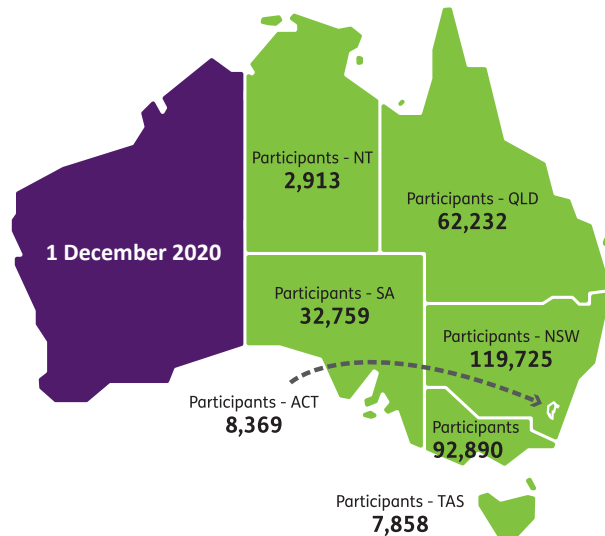 Participants - NT
2,913
Participants - QLD
62,232
1 December 2020
Participants - SA
32,759
Participants - NSW
119,725
Participants - ACT
8,369
Participants
92,890
Participants - TAS
7,858